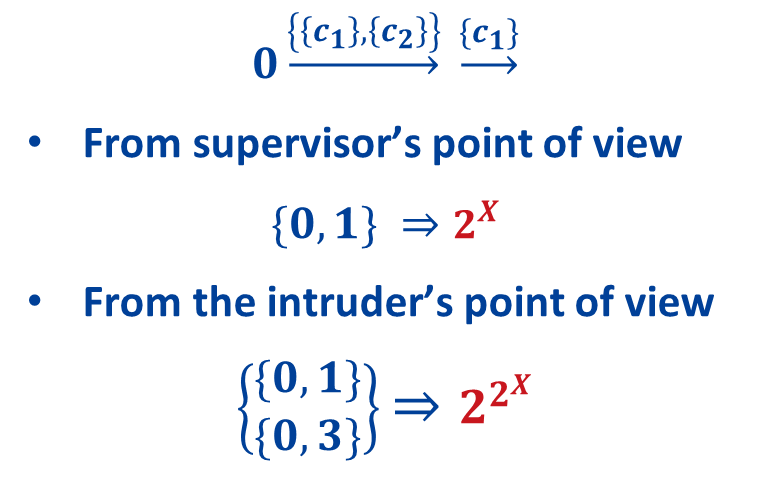 0 {{c₁},{c₂}} → {c₁} →
• From supervisor’s point of view
{0, 1} ⇒ 2^X
• From the intruder’s point of view
{{0, 1}
{0, 3}} ⇒ 2^2^X